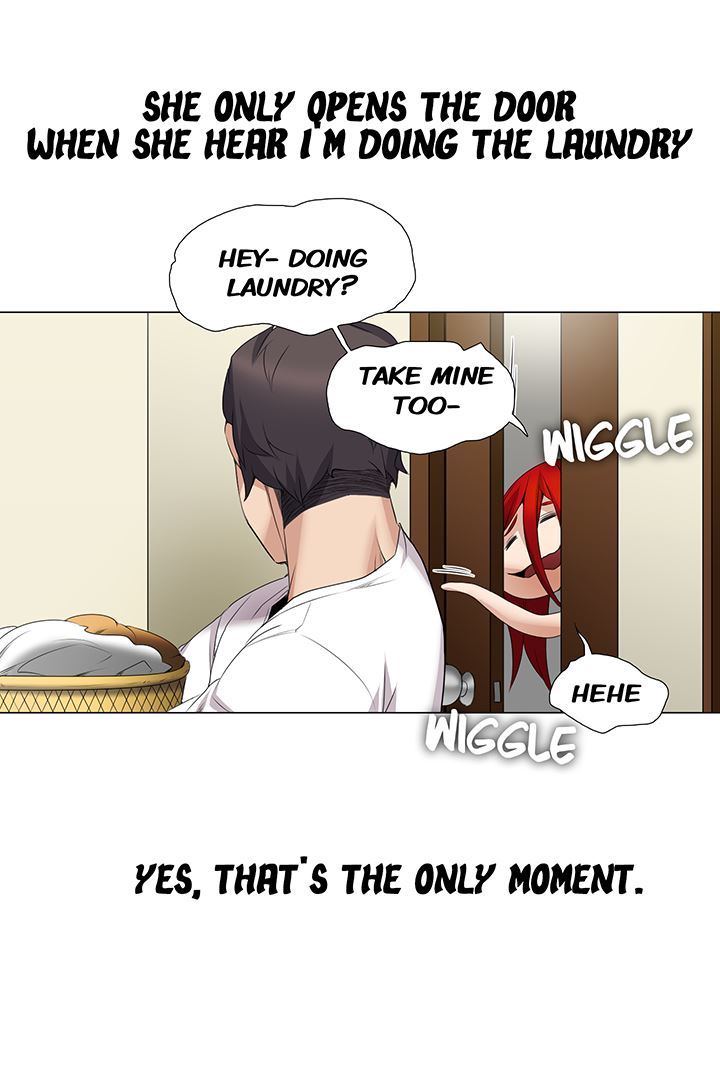 SHE ONLY OPENS THE DOOR
WHEN SHE HEAR I'M DOING THE LAUNDRY
HEY- DOING
LAUNDRY?
TAKE MINE
TOO-
WIGGLE
HEHE
WIGGLE
YES, THAT'S THE ONLY MOMENT.